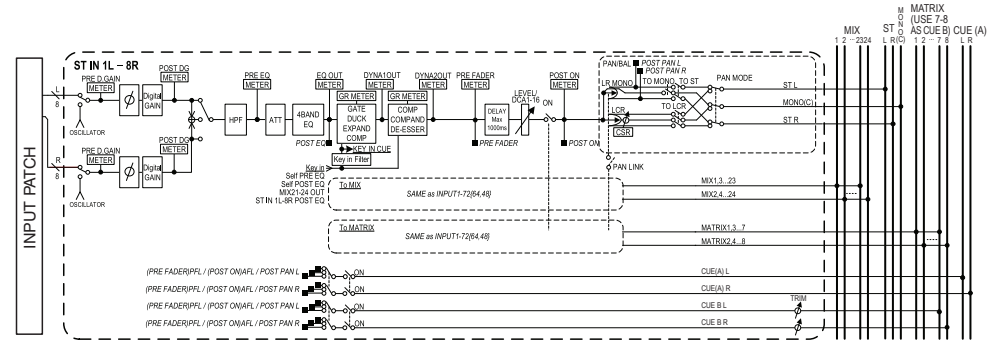 MATRIX
(USE 7-8
AS CUE B)
MONO(C)
MIX
ST
CUE (A)
1 2 ···2324
L R
1 2 ··· 7 8
L R
ST IN 1L – 8R
INPUT PATCH
L
8
PRE D.GAIN
METER
Ø
Digital
GAIN
POST DG
METER
OSCILLATOR
R
8
PRE D.GAIN
METER
Ø
Digital
GAIN
POST DG
METER
OSCILLATOR
PRE EQ
METER
HPF
ATT
4BAND
EQ
EQ OUT
METER
POST EQ
DYNA1OUT
METER
GR METER
GATE
DUCK
EXPAND
COMP
KEY IN CUE
Key in Filter
Key in
Self PRE EQ
Self POST EQ
MIX21-24 OUT
ST IN 1L-8R POST EQ
DYNA2OUT
METER
GR METER
COMP
COMPAND
DE-ESSER
PRE FADER
METER
PRE FADER
DELAY
Max
1000ms
LEVEL/
DCA1-16
ON
POST ON
METER
POST ON
PAN/BAL
POST PAN L
POST PAN R
LR MONO
TO MONO
TO ST
PAN MODE
LCR
TO LCR
CSR
PAN LINK
ST L
MONO(C)
ST R
To MIX
SAME as INPUT1-72{64,48}
MIX1,3...23
MIX2,4...24
To MATRIX
SAME as INPUT1-72{64,48}
MATRIX1,3...7
MATRIX2,4...8
(PRE FADER)PFL / (POST ON)AFL / POST PAN L
ON
CUE(A) L
(PRE FADER)PFL / (POST ON)AFL / POST PAN R
ON
CUE(A) R
(PRE FADER)PFL / (POST ON)AFL / POST PAN L
ON
CUE B L
TRIM
(PRE FADER)PFL / (POST ON)AFL / POST PAN R
ON
CUE B R